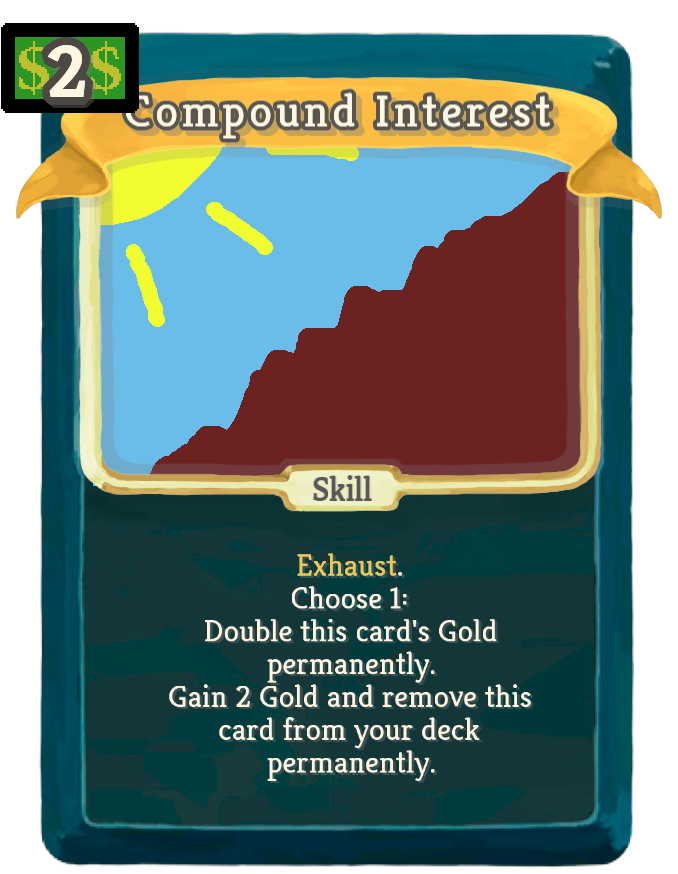 $2$
Compound Interest
Skill
Exhaust.
Choose 1:
Double this card's Gold
permanently.
Gain 2 Gold and remove this
card from your deck
permanently.